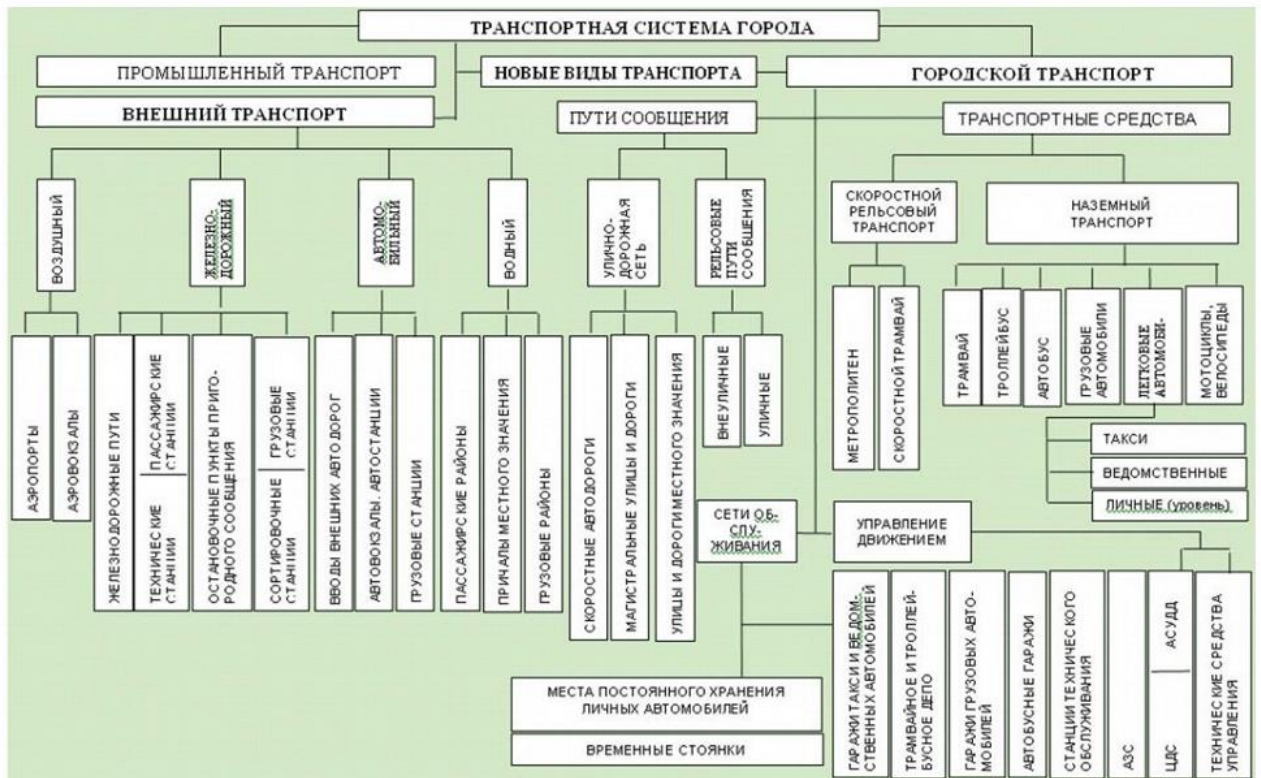 ТРАНСПОРТНАЯ СИСТЕМА ГОРОДА
ПРОМЫШЛЕННЫЙ ТРАНСПОРТ
НОВЫЕ ВИДЫ ТРАНСПОРТА
ГОРОДСКОЙ ТРАНСПОРТ
ВНЕШНИЙ ТРАНСПОРТ
ПУТИ СООБЩЕНИЯ
ТРАНСПОРТНЫЕ СРЕДСТВА
ВОЗДУШНЫЙ
ЖЕЛЕЗНО-
ДОРОЖНЫЙ
АВТОМО-
БИЛЬНЫЙ
ВОДНЫЙ
УЛИЧНО-
ДОРОЖНАЯ
СЕТЬ
РЕЛЬСОВЫЕ
ПУТИ
СООБЩЕНИЯ
СКОРОСТНОЙ
РЕЛЬСОВЫЙ
ТРАНСПОРТ
НАЗЕМНЫЙ
ТРАНСПОРТ
АЭРОПОРТЫ
АЭРОВОКЗАЛЫ
ЖЕЛЕЗНОДОРОЖНЫЕ ПУТИ
ПАССАЖИРСКИЕ
СТАНЦИИ
ТЕХНИЧЕСКИЕ
СТАНЦИИ
ОСТАНОВОЧНЫЕ ПУНКТЫ ПРИГО-
РОДНОГО СООБЩЕНИЯ
ГРУЗОВЫЕ
СТАНЦИИ
СОРТИРОВОЧНЫЕ
СТАНЦИИ
ВВОДЫ ВНЕШНИХ АВТОДОРОГ
АВТОВОКЗАЛЫ. АВТОСТАНЦИИ
ГРУЗОВЫЕ СТАНЦИИ
ПАССАЖИРСКИЕ РАЙОНЫ
ПРИЧАЛЫ МЕСТНОГО ЗНАЧЕНИЯ
ГРУЗОВЫЕ РАЙОНЫ
СКОРОСТНЫЕ АВТОДОРОГИ
МАГИСТРАЛЬНЫЕ УЛИЦЫ И ДОРОГИ
УЛИЦЫ И ДОРОГИ МЕСТНОГО ЗНАЧЕНИЯ
ВНЕУЛИЧНЫЕ
УЛИЧНЫЕ
МЕТРОПОЛИТЕН
СКОРОСТНОЙ ТРАМВАЙ
ТРАМВАЙ
ТРОЛЛЕЙБУС
АВТОБУС
ГРУЗОВЫЕ
АВТОМОБИЛИ
ЛЕГКОВЫЕ
АВТОМОБИ-
МОТОЦИКЛЫ,
ВЕЛОСИПЕДЫ
ТАКСИ
ВЕДОМСТВЕННЫЕ
ЛИЧНЫЕ (уровень)
СЕТИ ОБ-
СЛУ-
ЖИВАНИЯ
УПРАВЛЕНИЕ
ДВИЖЕНИЕМ
МЕСТА ПОСТОЯННОГО ХРАНЕНИЯ
ЛИЧНЫХ АВТОМОБИЛЕЙ
ВРЕМЕННЫЕ СТОЯНКИ
ГАРАЖИ ТАКСИ И ВЕДОМ-
СТВЕННЫХ АВТОМОБИЛЕЙ
ТРАМВАЙНОЕ И ТРОЛЛЕЙ-
БУСНОЕ ДЕПО
ГАРАЖИ ГРУЗОВЫХ АВТО-
МОБИЛЕЙ
АВТОБУСНЫЕ ГАРАЖИ
СТАНЦИИ ТЕХНИЧЕСКОГО
ОБСЛУЖИВАНИЯ
АЗС
АСУДД
ЦДС
ТЕХНИЧЕСКИЕ СРЕДСТВА
УПРАВЛЕНИЯ